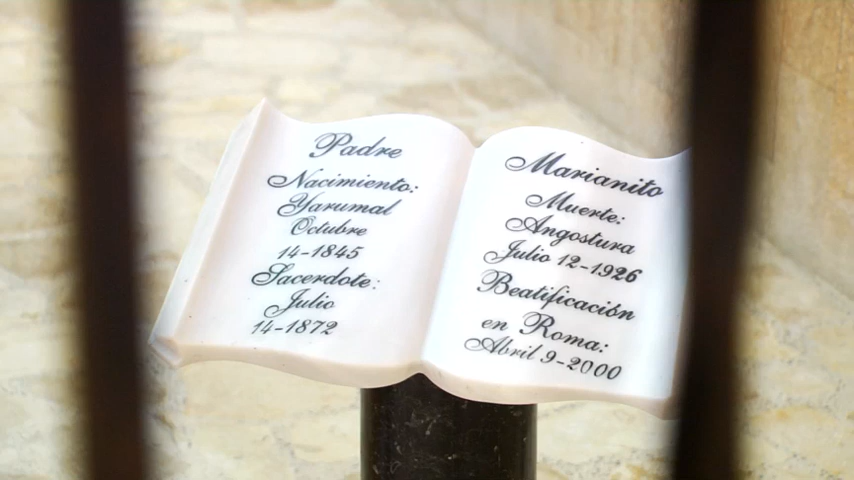 Padre
Nacimiento:
Yarumal
Octubre
14-1845
Sacerdote:
Julio
14-1872
Marianito
Muerte:
Angostura
Julio 12-1926
Beatificación
en Roma:
Abril 9-2000